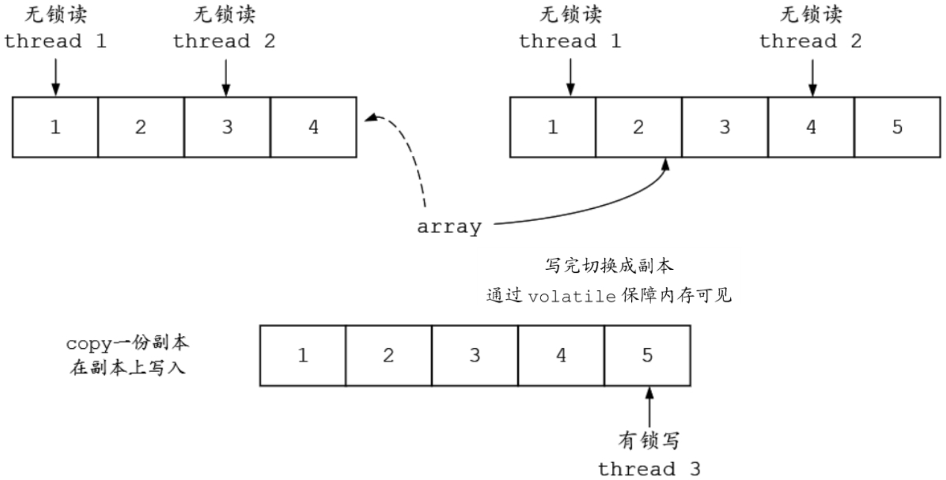 无锁读
thread 1
无锁读
thread 2
1 2 3 4
无锁读
thread 1
无锁读
thread 2
1 2 3 4 5
array
写完切换成副本
通过 volatile 保障内存可见
copy一份副本
在副本上写入
1 2 3 4 5
有锁写
thread 3